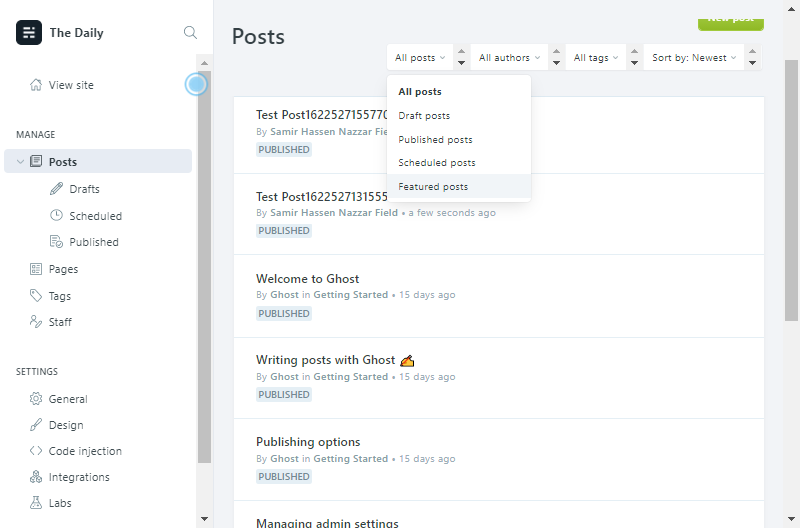 The Daily
View site
MANAGE
Posts
Drafts
Scheduled
Published
Pages
Tags
Staff
SETTINGS
General
Design
Code injection
Integrations
Labs
Posts
New post
All posts
All authors
All tags
Sort by: Newest
All posts
Draft posts
Published posts
Scheduled posts
Featured posts
Test Post1622527155770
By Samir Hassen Nazzar
PUBLISHED
Test Post1622527131555
By Samir Hassen Nazzar Field • a few seconds ago
PUBLISHED
Welcome to Ghost
By Ghost in Getting Started • 15 days ago
PUBLISHED
Writing posts with Ghost ✍
By Ghost in Getting Started • 15 days ago
PUBLISHED
Publishing options
By Ghost in Getting Started • 15 days ago
PUBLISHED
Managing admin settings